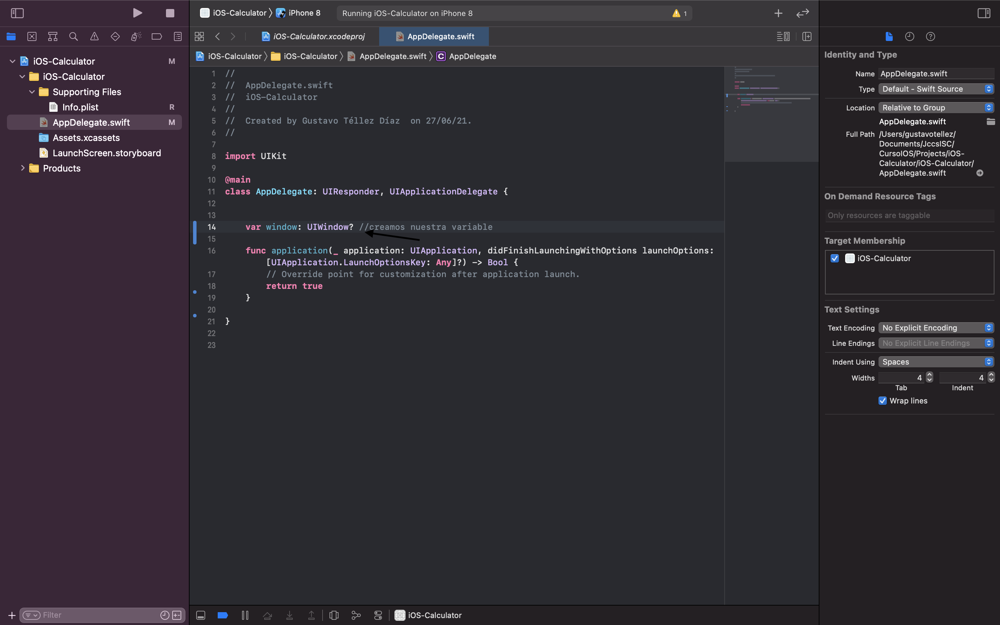 iOS-Calculator 〉 iPhone 8
Running iOS-Calculator on iPhone 8
1
iOS-Calculator.xcodeproj
AppDelegate.swift
iOS-Calculator 〉 iOS-Calculator 〉 AppDelegate.swift 〉 C AppDelegate
iOS-Calculator M
iOS-Calculator
Supporting Files
Info.plist R
AppDelegate.swift M
Assets.xcassets
LaunchScreen.storyboard
Products
Filter
1 //
2 //  AppDelegate.swift
3 //  iOS-Calculator
4 //
5 //  Created by Gustavo Téllez Díaz  on 27/06/21.
6 //
7
8 import UIKit
9
10 @main
11 class AppDelegate: UIResponder, UIApplicationDelegate {
12
13
14     var window: UIWindow? //creamos nuestra variable
15
16     func application(_ application: UIApplication, didFinishLaunchingWithOptions launchOptions:
[UIApplication.LaunchOptionsKey: Any]?) -> Bool {
17         // Override point for customization after application launch.
18         return true
19     }
20
21 }
22
23
iOS-Calculator
Identity and Type
Name AppDelegate.swift
Type Default - Swift Source
Location Relative to Group
AppDelegate.swift
Full Path /Users/gustavotellez/
Documents/JccsISC/
CursoIOS/Projects/iOS-
Calculator/iOS-Calculator/
AppDelegate.swift
On Demand Resource Tags
Only resources are taggable
Target Membership
iOS-Calculator
Text Settings
Text Encoding No Explicit Encoding
Line Endings No Explicit Line Endings
Indent Using Spaces
Widths 4 4
Tab Indent
Wrap lines